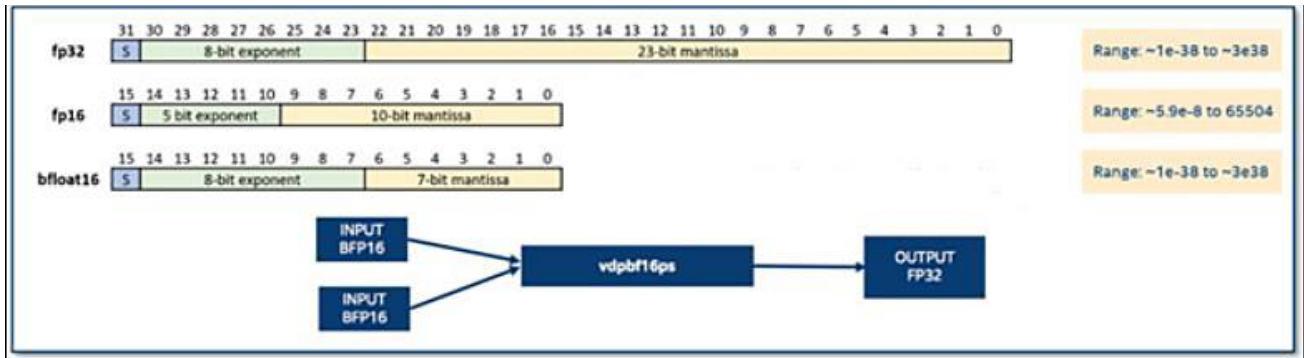 31 30 29 28 27 26 25 24 23 22 21 20 19 18 17 16 15 14 13 12 11 10 9 8 7 6 5 4 3 2 1 0
fp32 S 8-bit exponent 23-bit mantissa Range: ~1e-38 to ~3e38
15 14 13 12 11 10 9 8 7 6 5 4 3 2 1 0
fp16 S 5 bit exponent 10-bit mantissa Range: ~5.9e-8 to 65504
15 14 13 12 11 10 9 8 7 6 5 4 3 2 1 0
bfloat16 S 8-bit exponent 7-bit mantissa Range: ~1e-38 to ~3e38
INPUT
BFP16
vdpbf16ps
OUTPUT
FP32
INPUT
BFP16